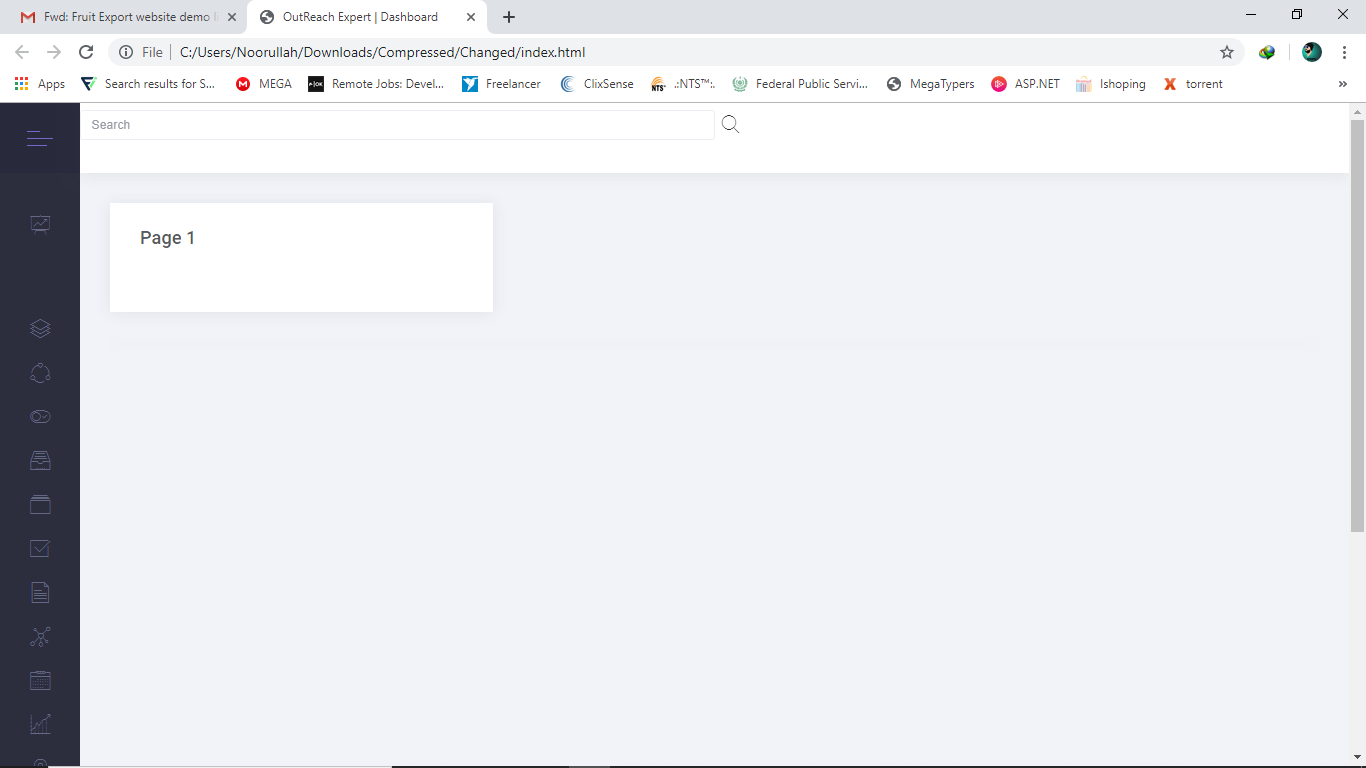 Fwd: Fruit Export website demo
OutReach Expert | Dashboard
File
C:/Users/Noorullah/Downloads/Compressed/Changed/index.html
Apps
Search results for S...
MEGA
Remote Jobs: Devel...
Freelancer
ClixSense
NTS
.:NTS™:.
Federal Public Servi...
MegaTypers
ASP.NET
Ishoping
torrent
»
Search
Page 1